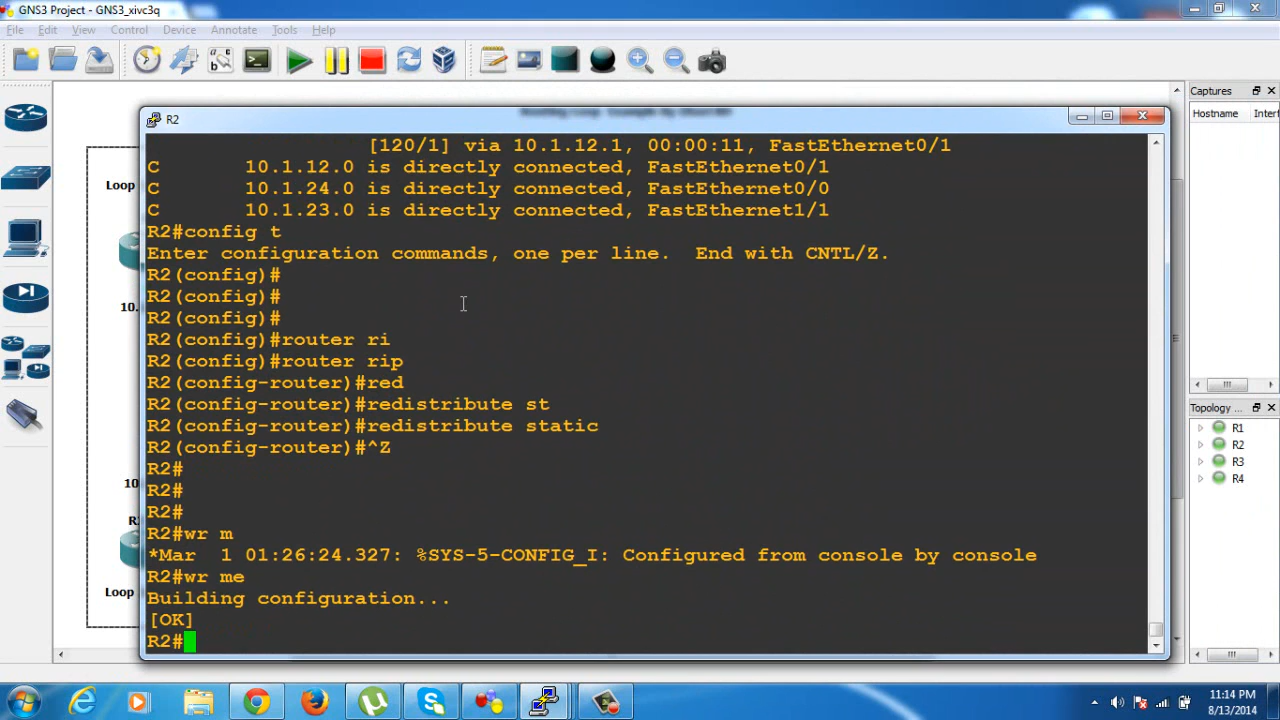 GNS3 Project - GNS3_xivc3q
File Edit View Control Device Annotate Tools Help
Captures
Hostname Interf
R2
Loop
10.
10
R
Loop
[120/1] via 10.1.12.1, 00:00:11, FastEthernet0/1
C 10.1.12.0 is directly connected, FastEthernet0/1
C 10.1.24.0 is directly connected, FastEthernet0/0
C 10.1.23.0 is directly connected, FastEthernet1/1
R2#config t
Enter configuration commands, one per line. End with CNTL/Z.
R2(config)#
R2(config)#
R2(config)#
R2(config)#router ri
R2(config)#router rip
R2(config-router)#red
R2(config-router)#redistribute st
R2(config-router)#redistribute static
R2(config-router)#^Z
R2#
R2#
R2#
R2#wr m
*Mar 1 01:26:24.327: %SYS-5-CONFIG_I: Configured from console by console
R2#wr me
Building configuration...
[OK]
R2#
Topology ...
R1
R2
R3
R4
11:14 PM
8/13/2014